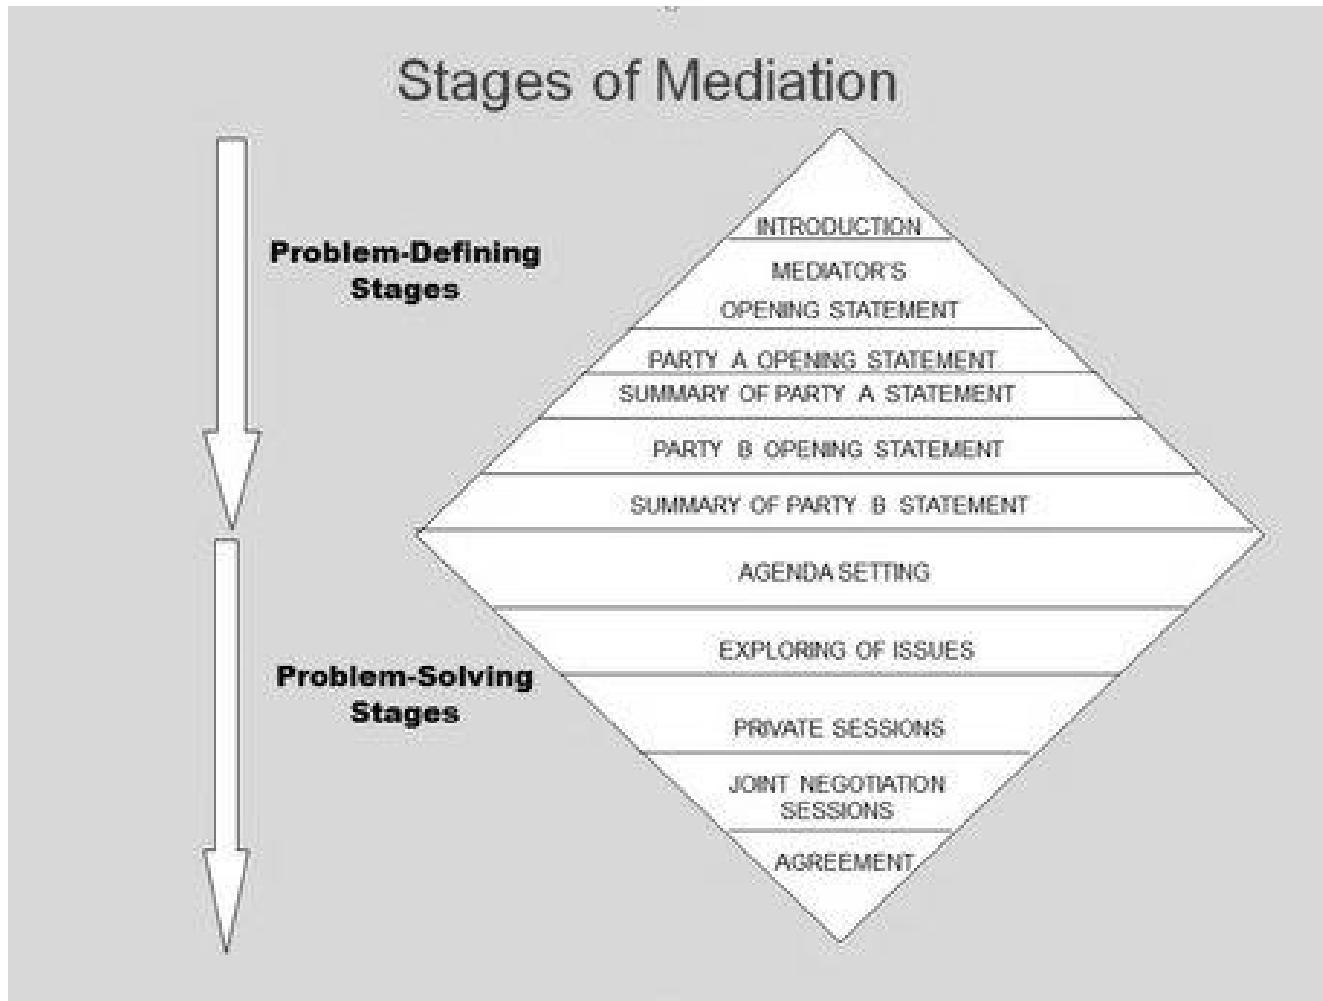 Stages of Mediation
Problem-Defining
Stages
INTRODUCTION
MEDIATOR'S
OPENING STATEMENT
PARTY A OPENING STATEMENT
SUMMARY OF PARTY A STATEMENT
PARTY B OPENING STATEMENT
SUMMARY OF PARTY B STATEMENT
AGENDA SETTING
EXPLORING OF ISSUES
Problem-Solving
Stages
PRIVATE SESSIONS
JOINT NEGOTIATION
SESSIONS
AGREEMENT